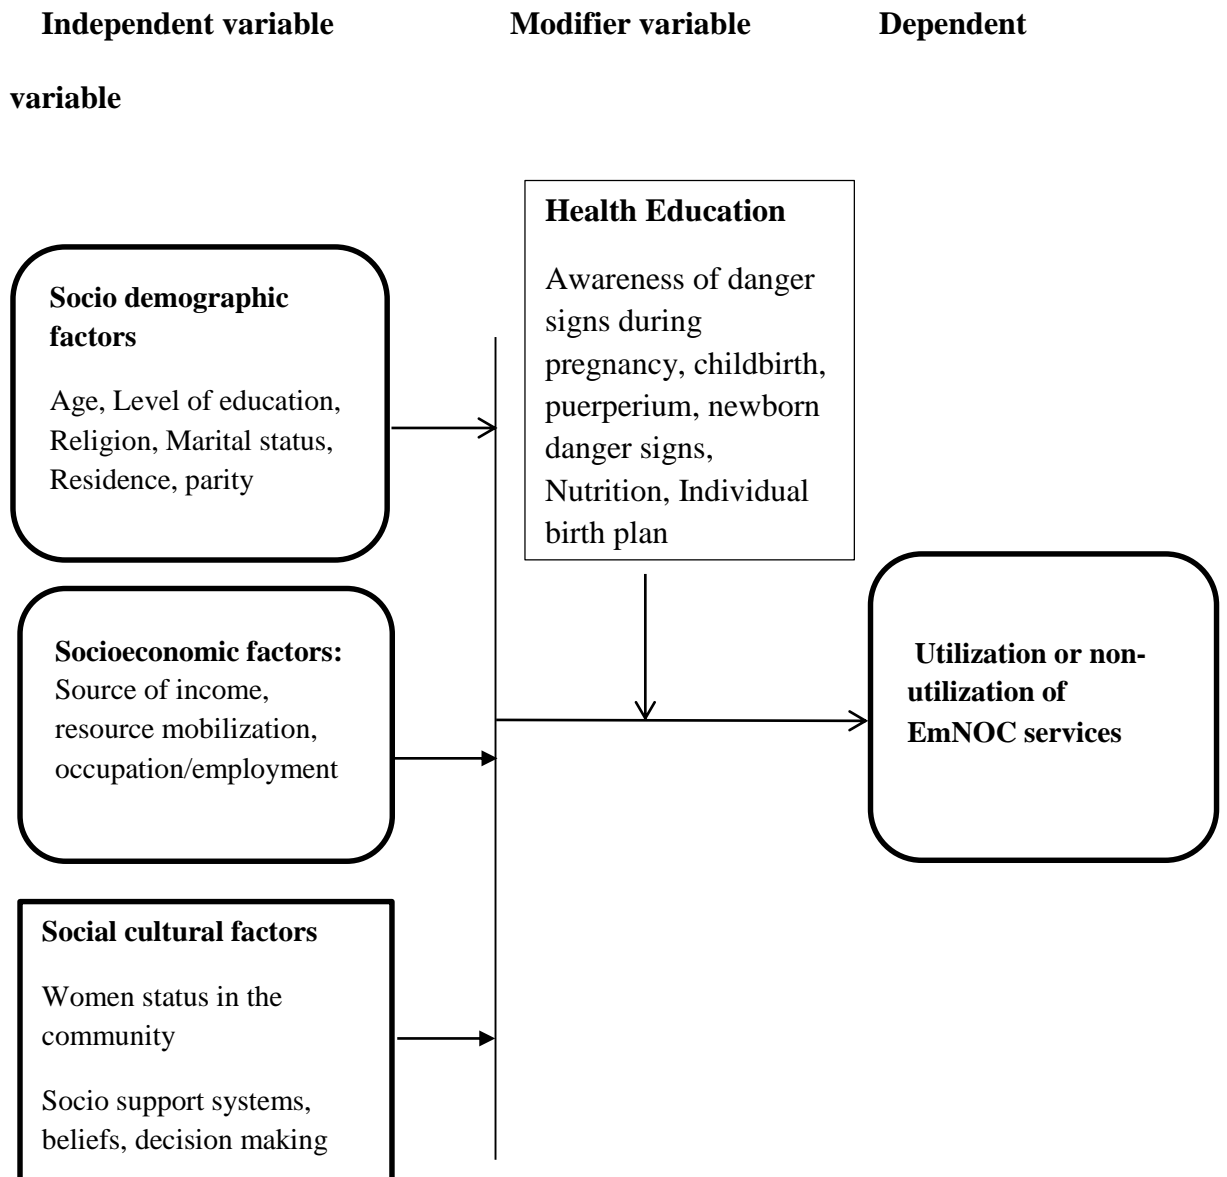 Independent variable Modifier variable Dependent
variable
Health Education
Awareness of danger
signs during
pregnancy, childbirth,
puerperium, newborn
danger signs,
Nutrition, Individual
birth plan
Socio demographic
factors
Age, Level of education,
Religion, Marital status,
Residence, parity
Socioeconomic factors:
Source of income,
resource mobilization,
occupation/employment
Utilization or non-
utilization of
EmNOC services
Social cultural factors
Women status in the
community
Socio support systems,
beliefs, decision making